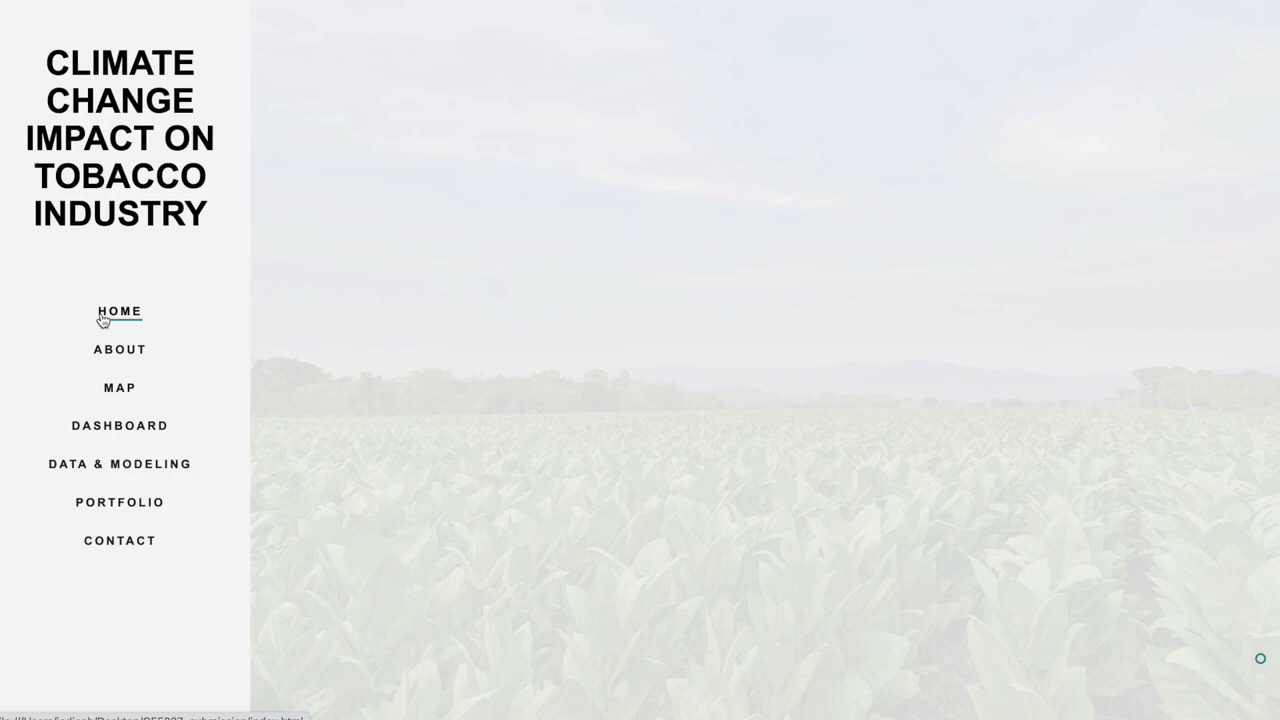 CLIMATE
CHANGE
IMPACT ON
TOBACCO
INDUSTRY
HOME
ABOUT
MAP
DASHBOARD
DATA & MODELING
PORTFOLIO
CONTACT